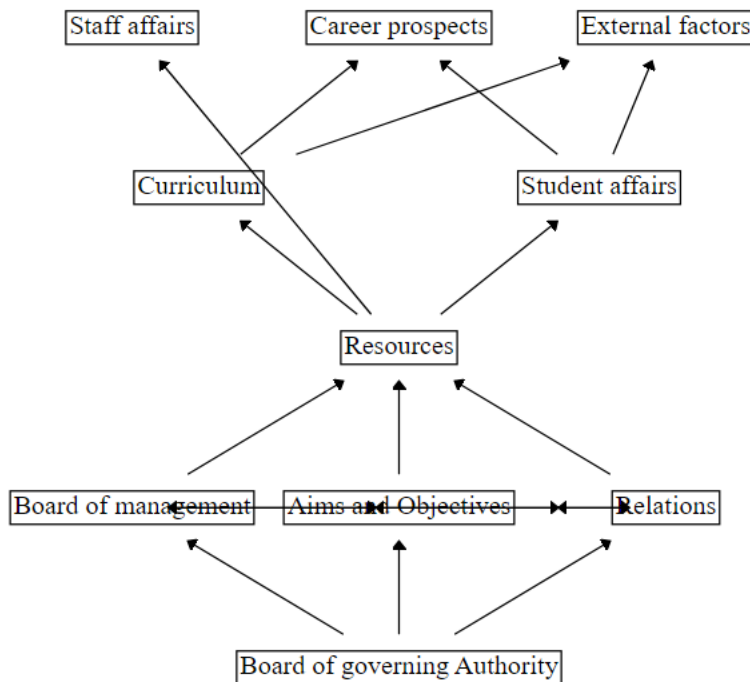 Staff affairs
Career prospects
External factors
Curriculum
Student affairs
Resources
Board of management
Aims and Objectives
Relations
Board of governing Authority